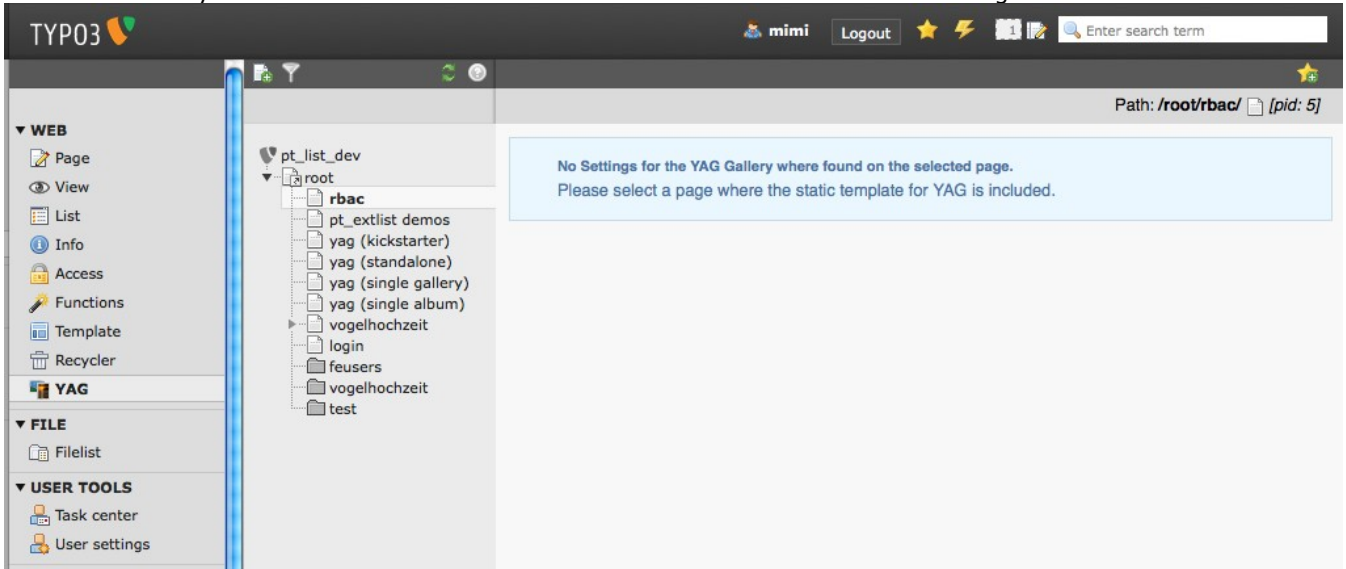 TYPO3
mimi
Logout
1
Enter search term
Path: /root/rbac/ [pid: 5]
WEB
Page
View
List
Info
Access
Functions
Template
Recycler
YAG
FILE
Filelist
USER TOOLS
Task center
User settings
pt_list_dev
root
rbac
pt_extlist demos
yag (kickstarter)
yag (standalone)
yag (single gallery)
yag (single album)
vogelhochzeit
login
feusers
vogelhochzeit
test
No Settings for the YAG Gallery where found on the selected page.
Please select a page where the static template for YAG is included.